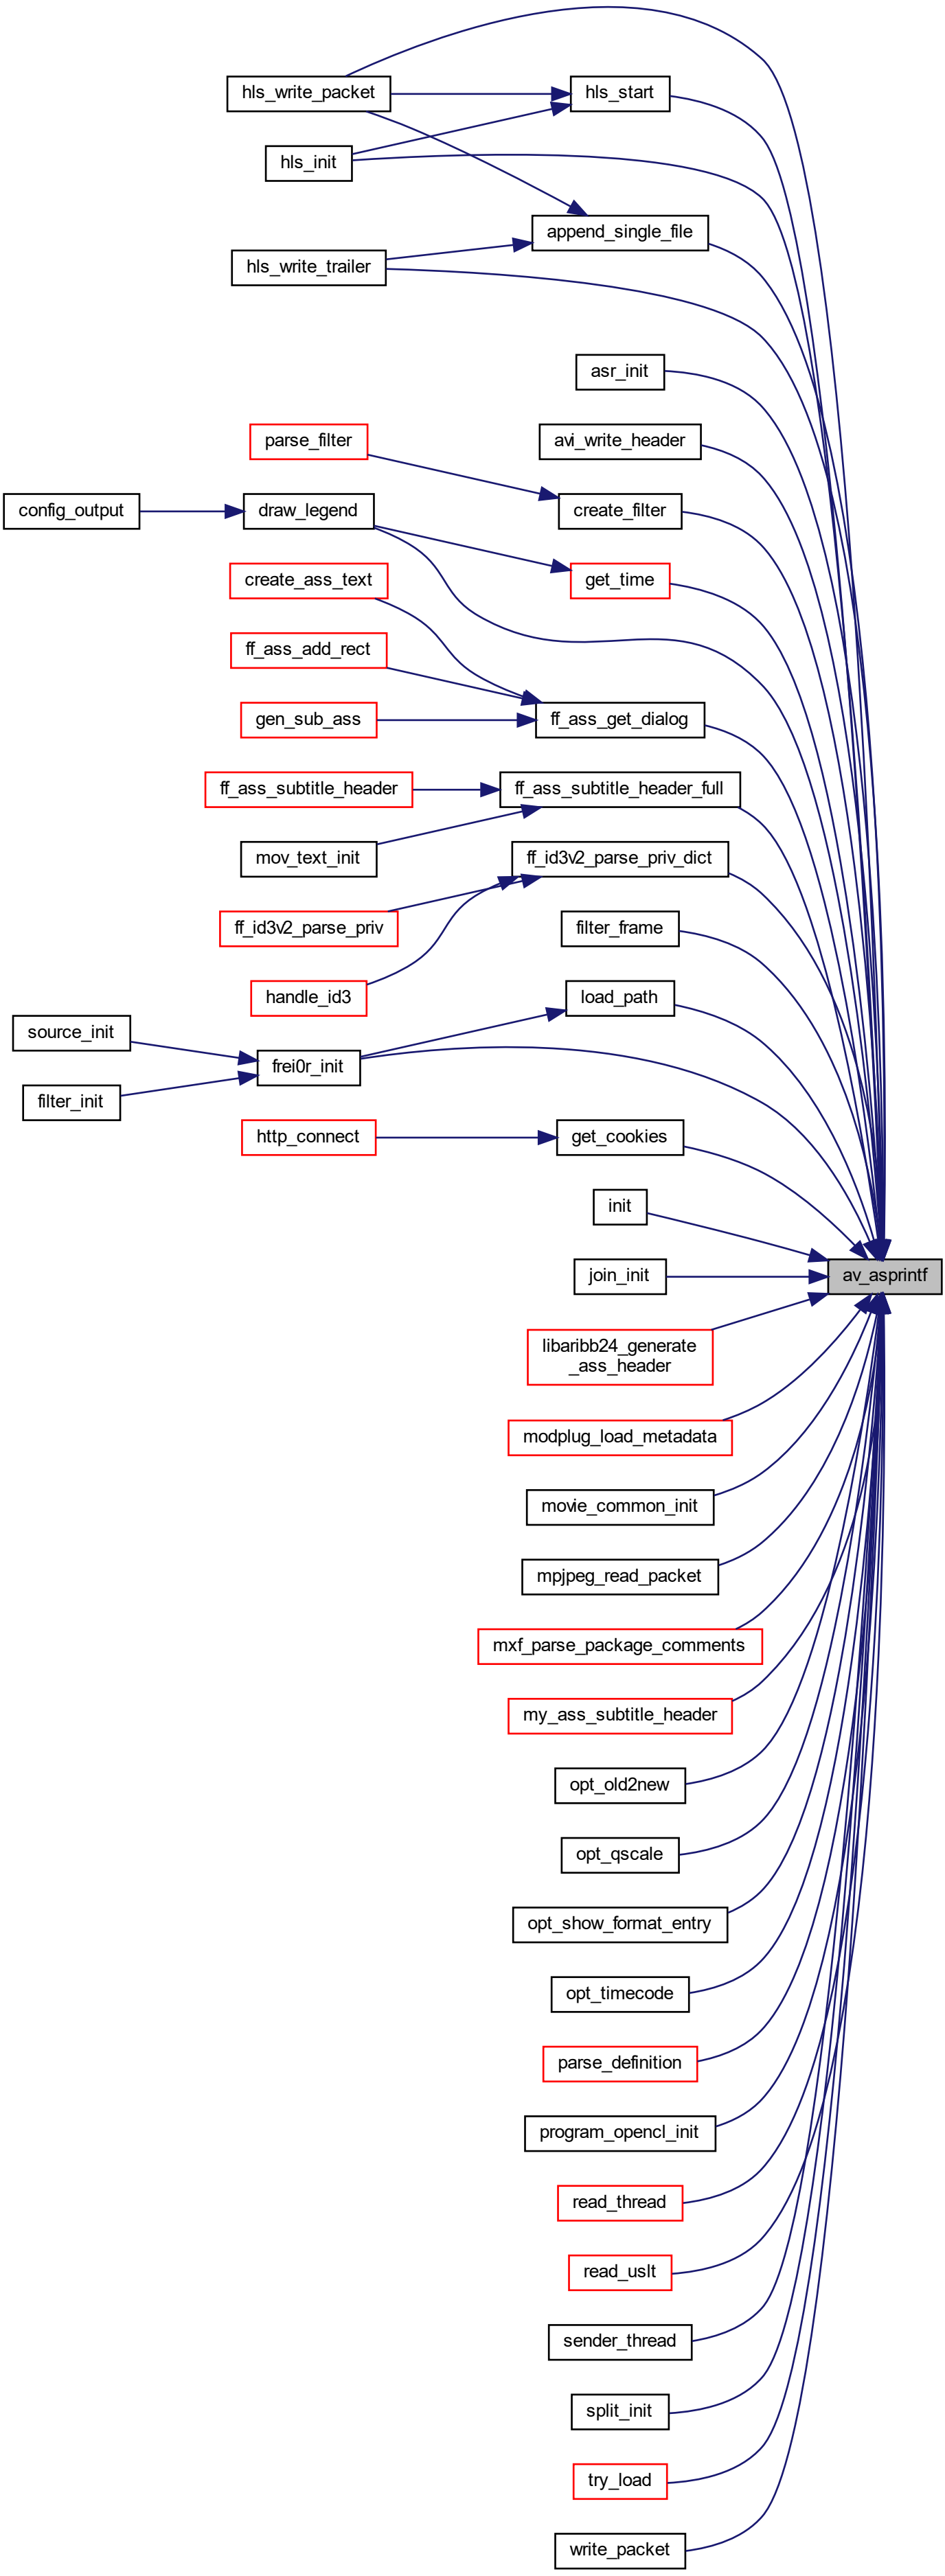 hls_write_packet
hls_start
hls_init
append_single_file
hls_write_trailer
asr_init
avi_write_header
parse_filter
create_filter
config_output
draw_legend
get_time
create_ass_text
ff_ass_add_rect
gen_sub_ass
ff_ass_get_dialog
ff_ass_subtitle_header
ff_ass_subtitle_header_full
mov_text_init
ff_id3v2_parse_priv_dict
ff_id3v2_parse_priv
filter_frame
handle_id3
load_path
source_init
frei0r_init
filter_init
http_connect
get_cookies
init
join_init
av_asprintf
libaribb24_generate
_ass_header
modplug_load_metadata
movie_common_init
mpjpeg_read_packet
mxf_parse_package_comments
my_ass_subtitle_header
opt_old2new
opt_qscale
opt_show_format_entry
opt_timecode
parse_definition
program_opencl_init
read_thread
read_uslt
sender_thread
split_init
try_load
write_packet